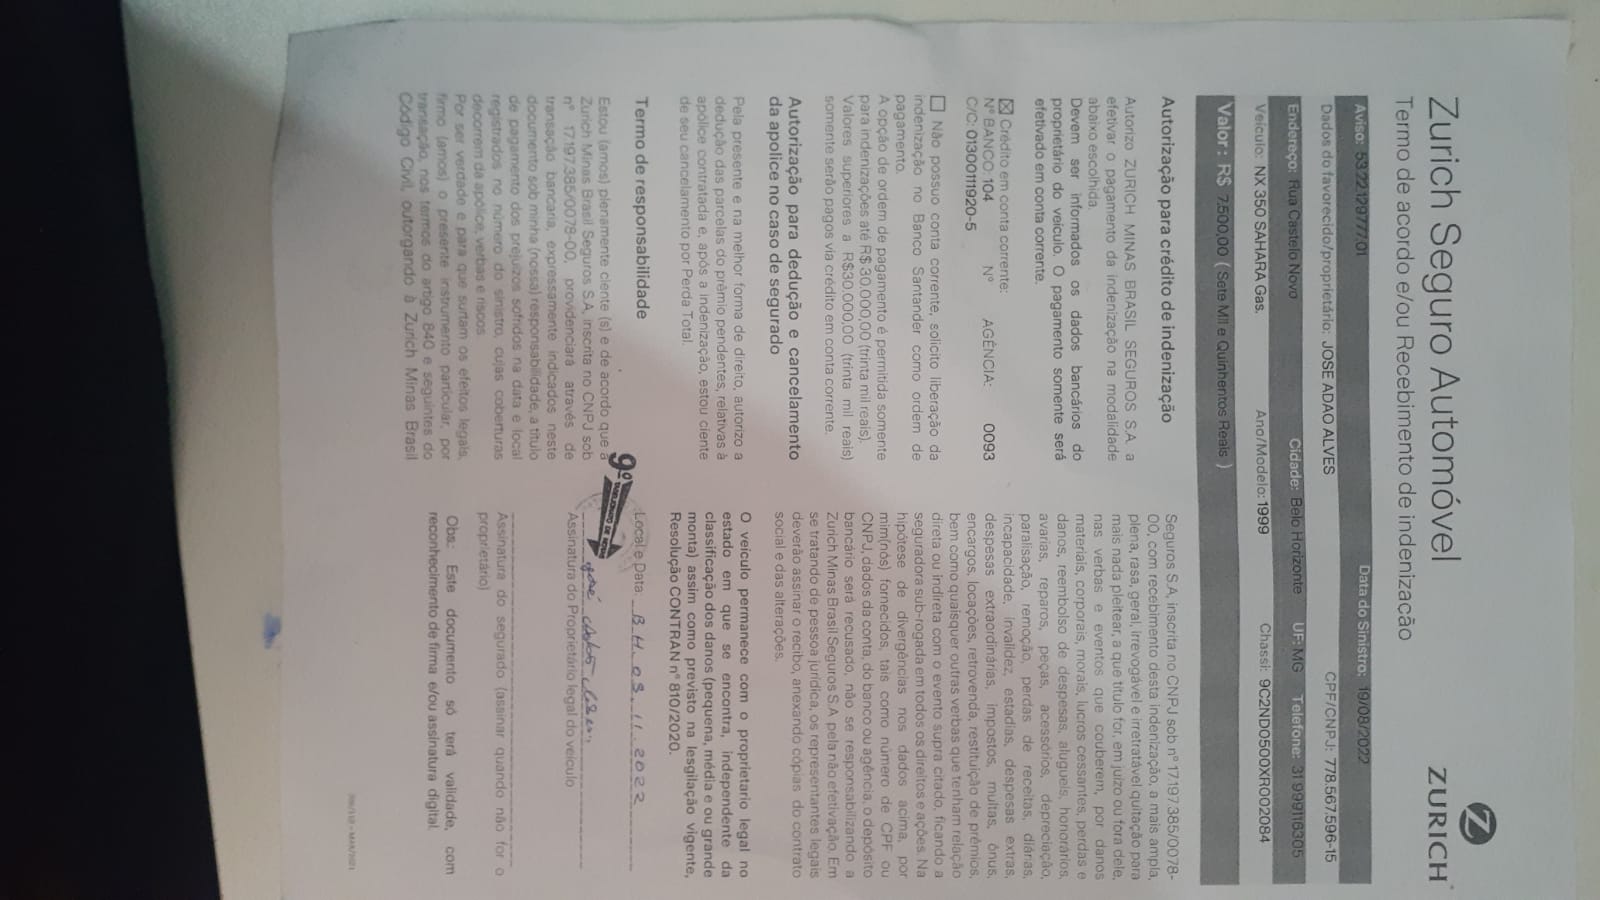 Zurich Seguro Automóvel
Termo de acordo e/ou Recebimento de indenização
ZURICH
Aviso: 531221297 77.01 Data do Sinistro: 19/08/2022
Dados do favorecido/proprietário: JOSE ADAO ALVES CPF/CNPJ: 778.567.596-15
Endereço: Rua Castelo Novo Cidade: Belo Horizonte UF: MG Telefone: 31 999116305
Veículo: NX 350 SAHARA Gas. Ano/Modelo: 1999 Chassi: 9C2ND0500XR002084
Valor : R$ 7.500,00 ( Sete Mil e Quinhentos Reais )
Autorização para crédito de indenização
Autorizo ZURICH MINAS BRASIL SEGUROS S.A. a
efetivar o pagamento da indenização na modalidade
abaixo escolhida.
Devem ser informados os dados bancários do
proprietário do veículo. O pagamento somente será
efetivado em conta corrente.
☒ Crédito em conta corrente:
Nº BANCO: 104 Nº AGÊNCIA: 0093
C/C: 01300111920-5
☐ Não possuo conta corrente, solicito liberação da
indenização no Banco Santander como ordem de
pagamento.
A opção de ordem de pagamento é permitida somente
para indenizações até R$ 30.000,00 (trinta mil reais).
Valores superiores a R$30.000,00 (trinta mil reais)
somente serão pagos via crédito em conta corrente.
Autorização para dedução e cancelamento
da apolice no caso de segurado
Pela presente e na melhor forma de direito, autorizo a
dedução das parcelas do prêmio pendentes, relativas à
apólice contratada e, após a indenização, estou ciente
de seu cancelamento por Perda Total.
Termo de responsabilidade
Estou (amos) plenamente ciente (s) e de acordo que a
Zurich Minas Brasil Seguros S.A, inscrita no CNPJ sob
nº 17.197.385/0078-00, providenciará através de
transação bancaria, expressamente indicados neste
documento sob minha (nossa) responsabilidade, a título
de pagamento dos prejuízos sofridos na data e local
registrados no número do sinistro, cujas coberturas
decorrem da apólice, verbas e riscos.
Por ser verdade e para que surtam os efeitos legais,
firmo (amos) o presente instrumento particular, por
transação, nos termos do artigo 840 e seguintes do
Código Civil, outorgando à Zurich Minas Brasil
Seguros S.A, inscrita no CNPJ sob nº 17.197.385/0078-
00, com recebimento desta indenização, a mais ampla,
plena, rasa, geral, irrevogável e irretratável quitação para
mais nada pleitear, a que título for, em juízo ou fora dele,
nas verbas e eventos que couberem, por danos
materiais, corporais, morais, lucros cessantes, perdas e
danos, reembolso de despesas, alugueis, honorários,
avarias, reparos, peças, acessórios, depreciação,
paralisação, remoção, perdas de receitas, diárias,
incapacidade, invalidez, estadias, despesas extras,
despesas extraordinárias, impostos, multas, ônus,
encargos, locações, retrovenda, restituição de prêmios,
bem como quaisquer outras verbas que tenham relação
direta ou indireta com o evento supra citado, ficando a
seguradora sub-rogada em todos os direitos e ações. Na
hipótese de divergências nos dados acima, por
mim(nós) fornecidos, tais como número de CPF ou
CNPJ, dados da conta, do banco ou agência, o depósito
bancário será recusado, não se responsabilizando a
Zurich Minas Brasil Seguros S.A. pela não efetivação. Em
se tratando de pessoa jurídica, os representantes legais
deverão assinar o recibo, anexando cópias do contrato
social e das alterações.
O veiculo permanece com o proprietario legal no
estado em que se encontra, independente da
classificação dos danos (pequena, média e ou grande
monta) assim como previsto na lesgilação vigente,
Resolução CONTRAN nº 810/2020.
Local e Data: B.H. 03.11.2022
9º
José Adão Alves
Assinatura do Proprietário legal do veículo
Assinatura do segurado (assinar quando não for o
proprietário)
Obs.: Este documento só terá validade, com
reconhecimento de firma e/ou assinatura digital.